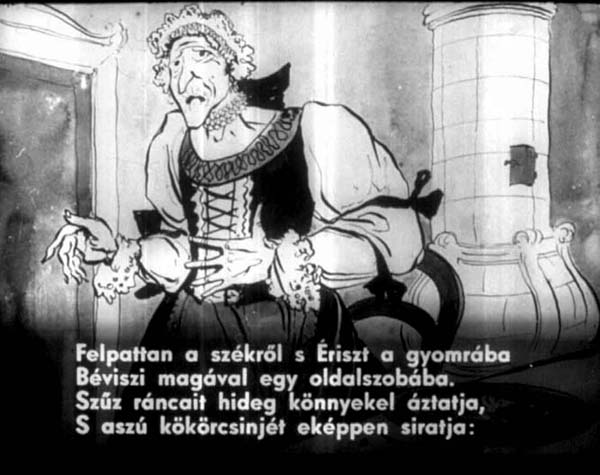 Felpattan a székről s Ériszt a gyomrába
Béviszi magával egy oldalszobába.
Szűz ráncait hideg könnyekel áztatja,
S aszú kökörcsinjét eképpen siratja: